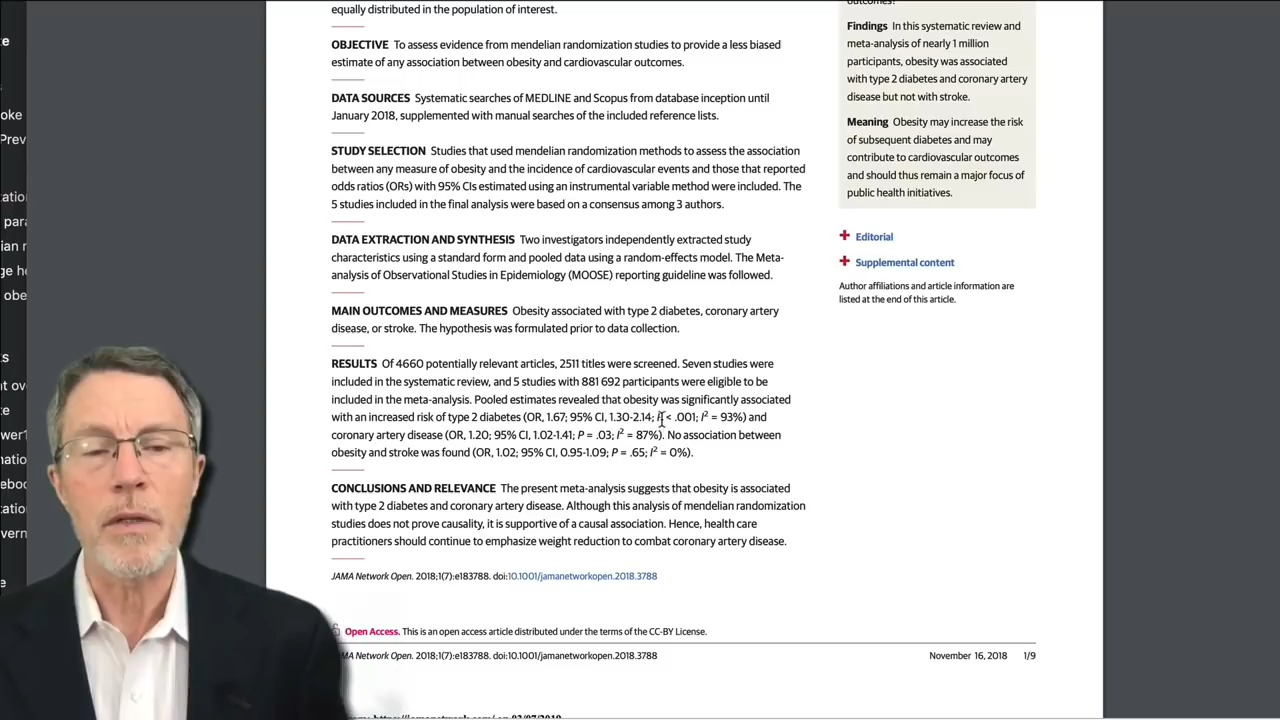 equally distributed in the population of interest.
OBJECTIVE To assess evidence from mendelian randomization studies to provide a less biased
estimate of any association between obesity and cardiovascular outcomes.
DATA SOURCES Systematic searches of MEDLINE and Scopus from database inception until
January 2018, supplemented with manual searches of the included reference lists.
STUDY SELECTION Studies that used mendelian randomization methods to assess the association
between any measure of obesity and the incidence of cardiovascular events and those that reported
odds ratios (ORs) with 95% CIs estimated using an instrumental variable method were included. The
5 studies included in the final analysis were based on a consensus among 3 authors.
DATA EXTRACTION AND SYNTHESIS Two investigators independently extracted study
characteristics using a standard form and pooled data using a random-effects model. The Meta-
analysis of Observational Studies in Epidemiology (MOOSE) reporting guideline was followed.
MAIN OUTCOMES AND MEASURES Obesity associated with type 2 diabetes, coronary artery
disease, or stroke. The hypothesis was formulated prior to data collection.
RESULTS Of 4660 potentially relevant articles, 2511 titles were screened. Seven studies were
included in the systematic review, and 5 studies with 881 692 participants were eligible to be
included in the meta-analysis. Pooled estimates revealed that obesity was significantly associated
with an increased risk of type 2 diabetes (OR, 1.67; 95% CI, 1.30-2.14; P < .001; I² = 93%) and
coronary artery disease (OR, 1.20; 95% CI, 1.02-1.41; P = .03; I² = 87%). No association between
obesity and stroke was found (OR, 1.02; 95% CI, 0.95-1.09; P = .65; I² = 0%).
CONCLUSIONS AND RELEVANCE The present meta-analysis suggests that obesity is associated
with type 2 diabetes and coronary artery disease. Although this analysis of mendelian randomization
studies does not prove causality, it is supportive of a causal association. Hence, health care
practitioners should continue to emphasize weight reduction to combat coronary artery disease.
JAMA Network Open. 2018;1(7):e183788. doi:10.1001/jamanetworkopen.2018.3788
Findings In this systematic review and
meta-analysis of nearly 1 million
participants, obesity was associated
with type 2 diabetes and coronary artery
disease but not with stroke.
Meaning Obesity may increase the risk
of subsequent diabetes and may
contribute to cardiovascular outcomes
and should thus remain a major focus of
public health initiatives.
+ Editorial
+ Supplemental content
Author affiliations and article information are
listed at the end of this article.
Open Access. This is an open access article distributed under the terms of the CC-BY License.
JAMA Network Open. 2018;1(7):e183788. doi:10.1001/jamanetworkopen.2018.3788
November 16, 2018 1/9